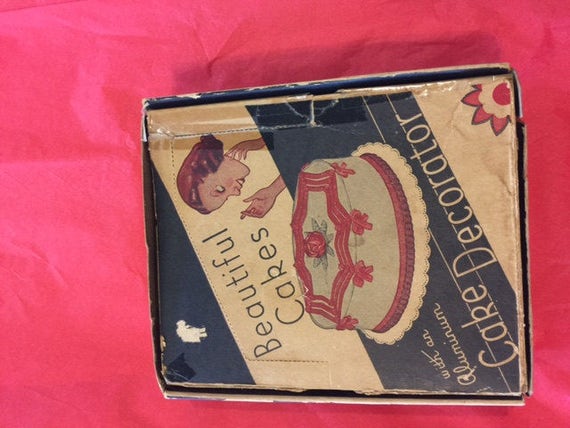 Beautiful
Cakes
with an
Aluminum
Cake Decorator